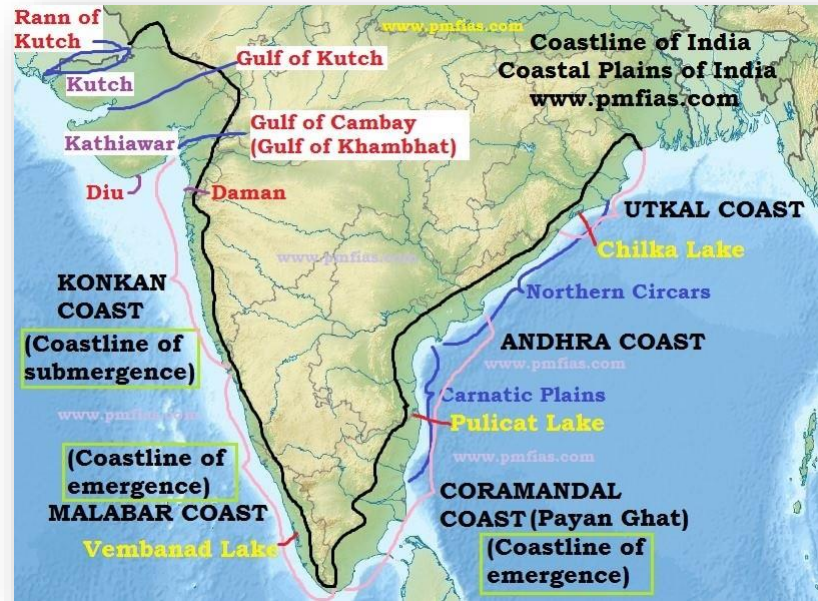 Rann of
Kutch
www.pmfias.com
Coastline of India
Coastal Plains of India
www.pmfias.com
Gulf of Kutch
Kutch
Gulf of Cambay
(Gulf of Khambhat)
Kathiawar
Diu
Daman
UTKAL COAST
Chilka Lake
www.pmfias.com
KONKAN
COAST
(Coastline of
submergence)
Northern Circars
ANDHRA COAST
www.pmfias.com
Carnatic Plains
Pulicat Lake
www.pmfias.com
www.pmfias.com
(Coastline of
emergence)
MALABAR COAST
Vembanad Lake
CORAMANDAL
COAST (Payan Ghat)
(Coastline of
emergence)